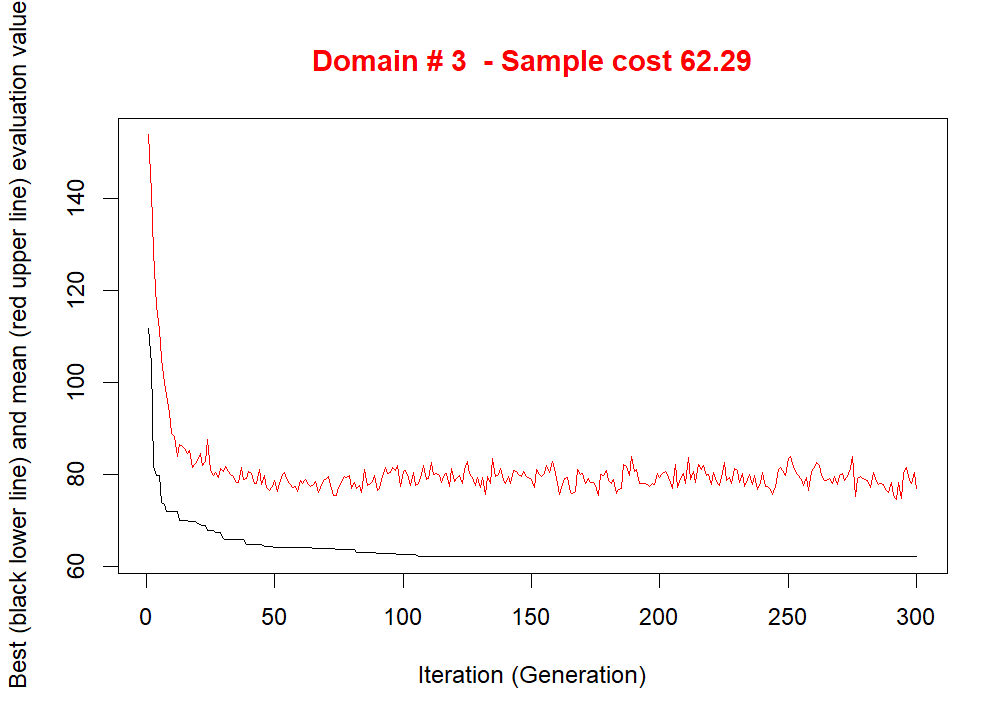 Domain # 3 - Sample cost 62.29
Best (black lower line) and mean (red upper line) evaluation value
140
120
100
80
60
0 50 100 150 200 250 300
Iteration (Generation)